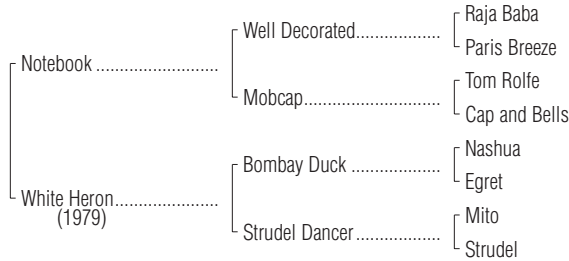 Raja Baba
Well Decorated....................
Paris Breeze
Notebook .............................
Tom Rolfe
Mobcap.................................
Cap and Bells
Nashua
Bombay Duck .....................
Egret
White Heron.........................
(1979)
Mito
Strudel Dancer ....................
Strudel